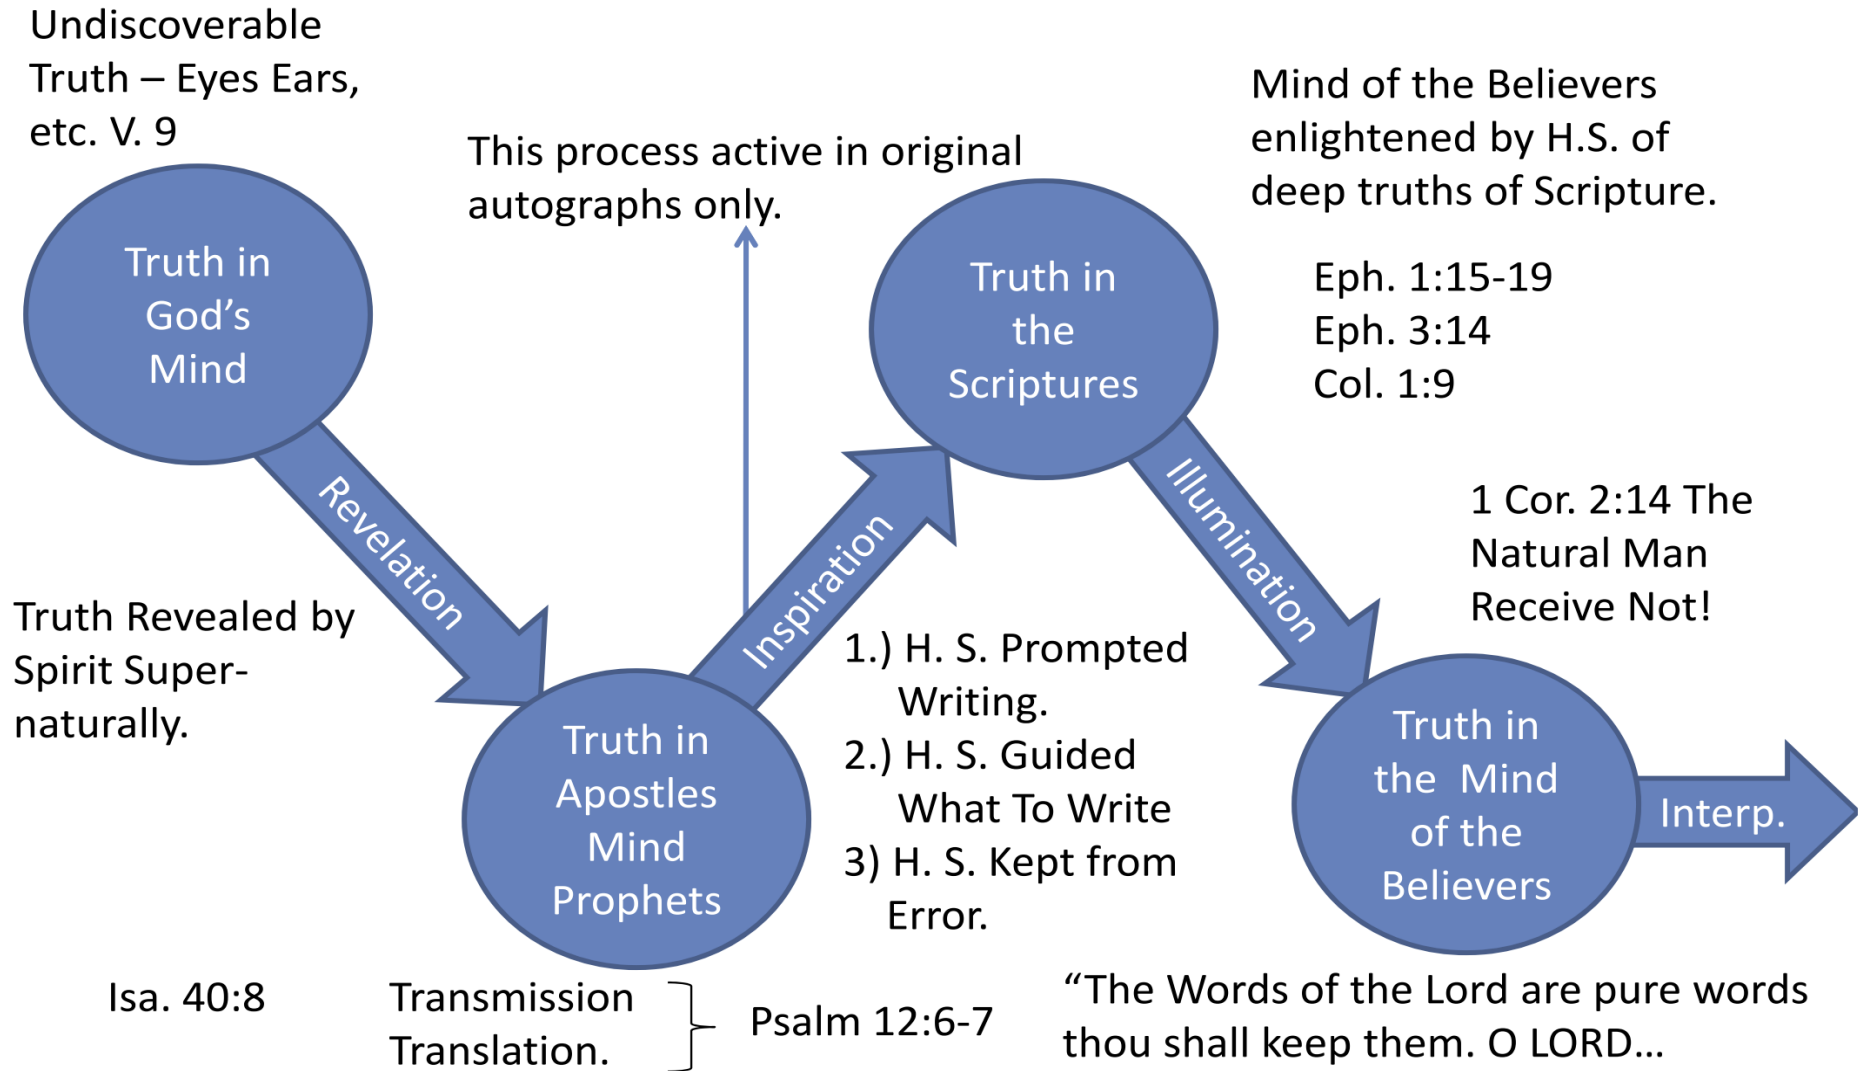 Undiscoverable
Truth – Eyes Ears,
etc. V. 9
Truth in
God’s
Mind
Revelation
Truth Revealed by
Spirit Super-
naturally.
Truth in
Apostles
Mind
Prophets
This process active in original
autographs only.
Inspiration
1.) H. S. Prompted
Writing.
2.) H. S. Guided
What To Write
3) H. S. Kept from
Error.
Truth in
the
Scriptures
Illumination
Mind of the Believers
enlightened by H.S. of
deep truths of Scripture.
Eph. 1:15-19
Eph. 3:14
Col. 1:9
1 Cor. 2:14 The
Natural Man
Receive Not!
Truth in
the  Mind
of the
Believers
Interp.
Isa. 40:8
Transmission
Translation.
Psalm 12:6-7
“The Words of the Lord are pure words
thou shall keep them. O LORD…